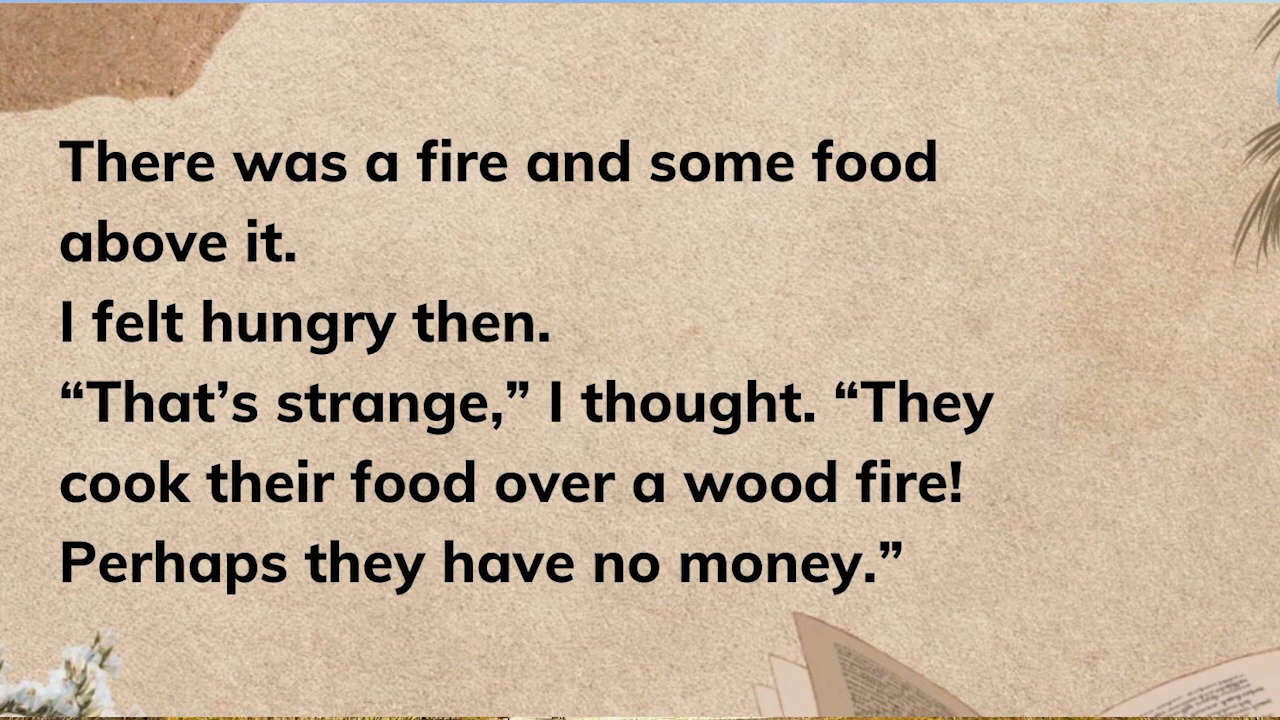 There was a fire and some food
above it.
I felt hungry then.
“That’s strange,” I thought. “They
cook their food over a wood fire!
Perhaps they have no money.”